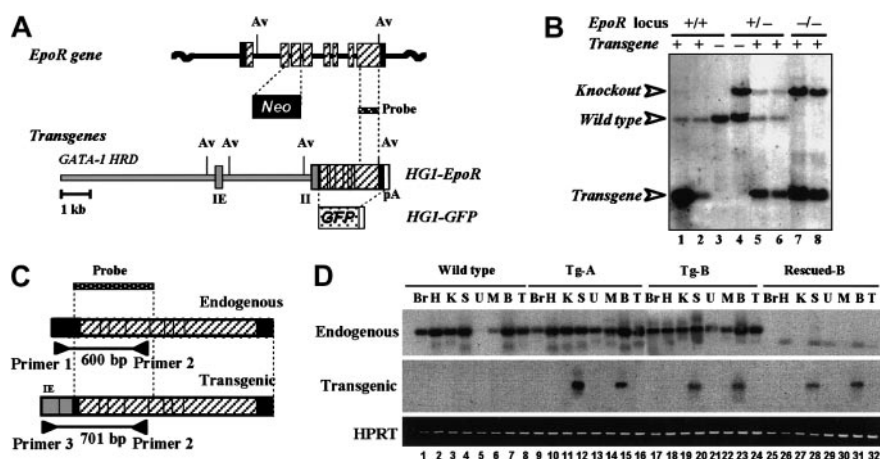 A
Av
Av
EpoR gene
Neo
Probe
Transgenes
Av
Av
Av
Av
GATA-1 HRD
HG1-EpoR
1 kb
IE
II
pA
GFP
HG1-GFP
B
EpoR locus +/+ +/− −/−
Transgene + + − − + + + +
Knockout
Wild type
Transgene
1 2 3 4 5 6 7 8
C
Probe
Endogenous
Primer 1 600 bp Primer 2
Transgenic
IE
Primer 3 701 bp Primer 2
D
Wild type Tg-A Tg-B Rescued-B
Br H K S U M B T Br H K S U M B T Br H K S U M B T Br H K S U M B T
Endogenous
Transgenic
HPRT
1 2 3 4 5 6 7 8 9 10 11 12 13 14 15 16 17 18 19 20 21 22 23 24 25 26 27 28 29 30 31 32